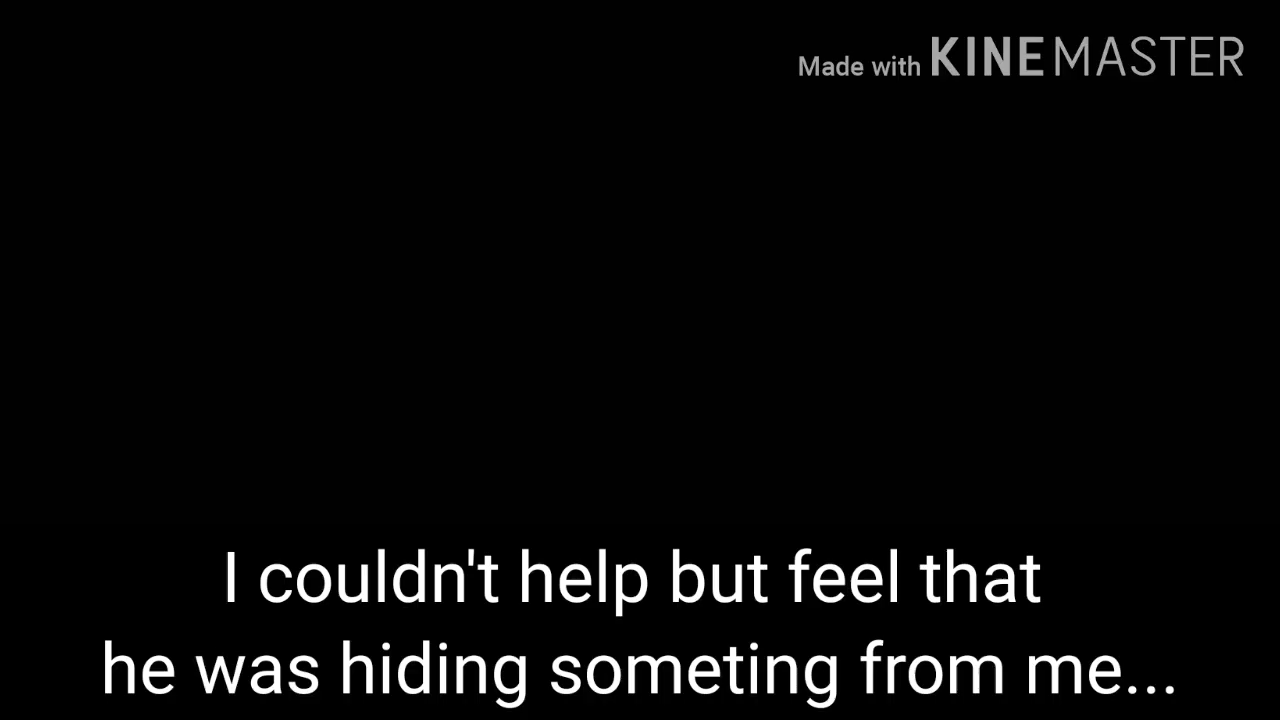 Made with KINEMASTER
I couldn't help but feel that
he was hiding someting from me...